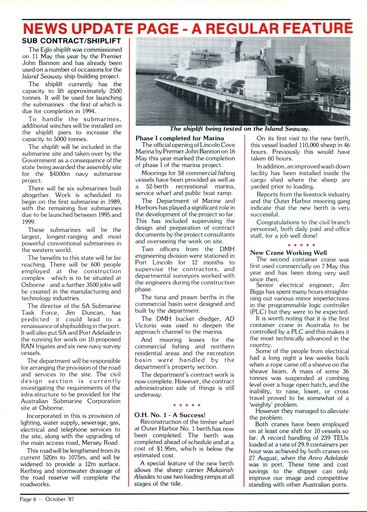 NEWS UPDATE PAGE - A REGULAR FEATURE
SUB CONTRACT/SHIPLIFT
The Eglo shiplift was commissioned
on 11 May this year by the Premier
John Bannon and has already been
used on a number of occasions for the
Island Seaway ship building project.
The shiplift currently has the
capacity to lift approximately 2500
tonnes. It will be used for launching
the submarines - the first of which is
due for completion in 1994.
To handle the submarines,
additional winches will be installed on
the shiplift piers to increase the
capacity to 5000 tonnes.
The shiplift will be included in the
submarine site and taken over by the
Government as a consequence of the
state being awarded the assembly site
for the $4000m navy submarine
project.
There will be six submarines built
altogether. Work is scheduled to
begin on the first submarine in 1989,
with the remaining five submarines
due to be launched between 1995 and
1999.
These submarines will be the
largest, longest-ranging and most
powerful conventional submarines in
the western world.
The benefits to this state will be far
reaching. There will be 600 people
employed at the construction
complex - which is to be situated at
Osborne - and a further 3500 jobs will
be created in the manufacturing and
technology industries.
The director of the SA Submarine
Task Force, Jim Duncan, has
predicted it could lead to a
renaissance of shipbuilding in the port.
It will also put SA and Port Adelaide in
the running for work on 10 proposed
RAN frigates and six new navy survey
vessels.
The department will be responsible
for arranging the provision of the road
and services to the site. The civil
design section is currently
investigating the requirements of the
infra-structure to be provided for the
Australian Submarine Corporation
site at Osborne.
Incorporated in this is provision of
lighting, water supply, sewerage, gas,
electrical and telephone services to
the site, along with the upgrading of
the main access road, Mersey Road.
This road will be lengthened from its
current 520m to 1075m, and will be
widened to provide a 12m surface.
Kerbing and stormwater drainage of
the road reserve will complete the
roadworks.
The shiplift being tested on the Island Seaway.
Phase I completed for Marina
The official opening of Lincoln Cove
Marina by Premier John Bannon on 16
May this year marked the completion
of phase I of the marina project.
Moorings for 58 commercial fishing
vessels have been provided as well as
a 52-berth recreational marina,
service wharf and public boat ramp.
The Department of Marine and
Harbors has played a significant role in
the development of the project so far.
This has included supervising the
design and preparation of contract
documents by the project consultants
and overseeing the work on site.
Two officers from the DMH
engineering division were stationed in
Port Lincoln for 12 months to
supervise the contractors, and
departmental surveyors worked with
the engineers during the construction
phase.
The tuna and prawn berths in the
commercial basin were designed and
built by the department.
The DMH bucket dredger, AD
Victoria was used to deepen the
approach channel to the marina.
And mooring leases for the
commercial fishing and northern
residential areas and the recreation
basin were handled by the
department's property section.
The department's contract work is
now complete. However, the contract
administration side of things is still
underway.
* * * * *
O.H. No. 1 - A Success!
Reconstruction of the timber wharf
at Outer Harbor No. 1 berth has now
been completed. The berth was
completed ahead of schedule and at a
cost of $1.95m, which is below the
estimated cost.
A special feature of the new berth
allows the sheep carrier Mukairish
Alsades to use two loading ramps at all
stages of the tide.
On its first visit to the new berth,
this vessel loaded 110,000 sheep in 46
hours. Previously this would have
taken 60 hours.
In addition, an improved wash down
facility has been installed inside the
cargo shed where the sheep are
yarded prior to loading.
Reports from the livestock industry
and the Outer Harbor mooring gang
indicate that the new berth is very
successful.
Congratulations to the civil branch
personnel, both daily paid and office
staff, for a job well done!
* * * * *
New Crane Working Well
The second container crane was
first used commercially on 7 May this
year and has been doing very well
since then.
Senior electrical engineer, Jim
Biggs has spent many hours straighte-
ning out various minor imperfections
in the programmable logic controller
(PLC) but they were to be expected.
It is worth noting that it is the first
container crane in Australia to be
controlled by a PLC and this makes it
the most technically advanced in the
country.
Some of the people from electrical
had a long night a few weeks back
when a rope came off a sheeve on the
sheave beam. A mass of some 36
tonnes was suspended at combing
level over a huge open hatch, and the
inability, to raise, lower, or cross
travel proved to be somewhat of a
'weighty' problem.
However they managed to alleviate
the problem.
Both cranes have been employed
on at least one shift for 10 vessels so
far. A record handling of 239 TEUs
loaded at a rate of 29.9 containers per
hour was achieved by both cranes on
27 August, when the Anro Adelaide
was in port. These time and cost
savings to the shipper can only
improve our image and competitive
standing with other Australian ports.
Page 6 - October '87